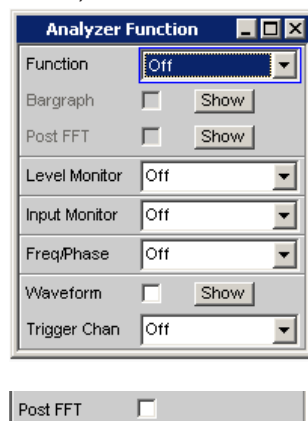 Analyzer Function
Function Off
Bargraph Show
Post FFT Show
Level Monitor Off
Input Monitor Off
Freq/Phase Off
Waveform Show
Trigger Chan Off
Post FFT